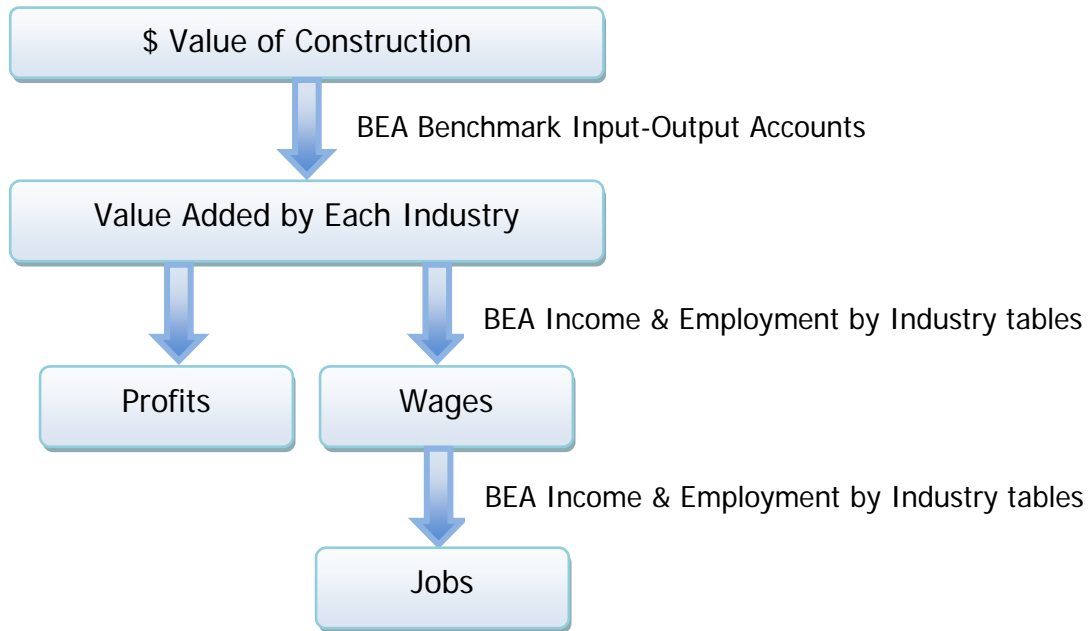 $ Value of Construction
BEA Benchmark Input-Output Accounts
Value Added by Each Industry
BEA Income & Employment by Industry tables
Profits
Wages
BEA Income & Employment by Industry tables
Jobs